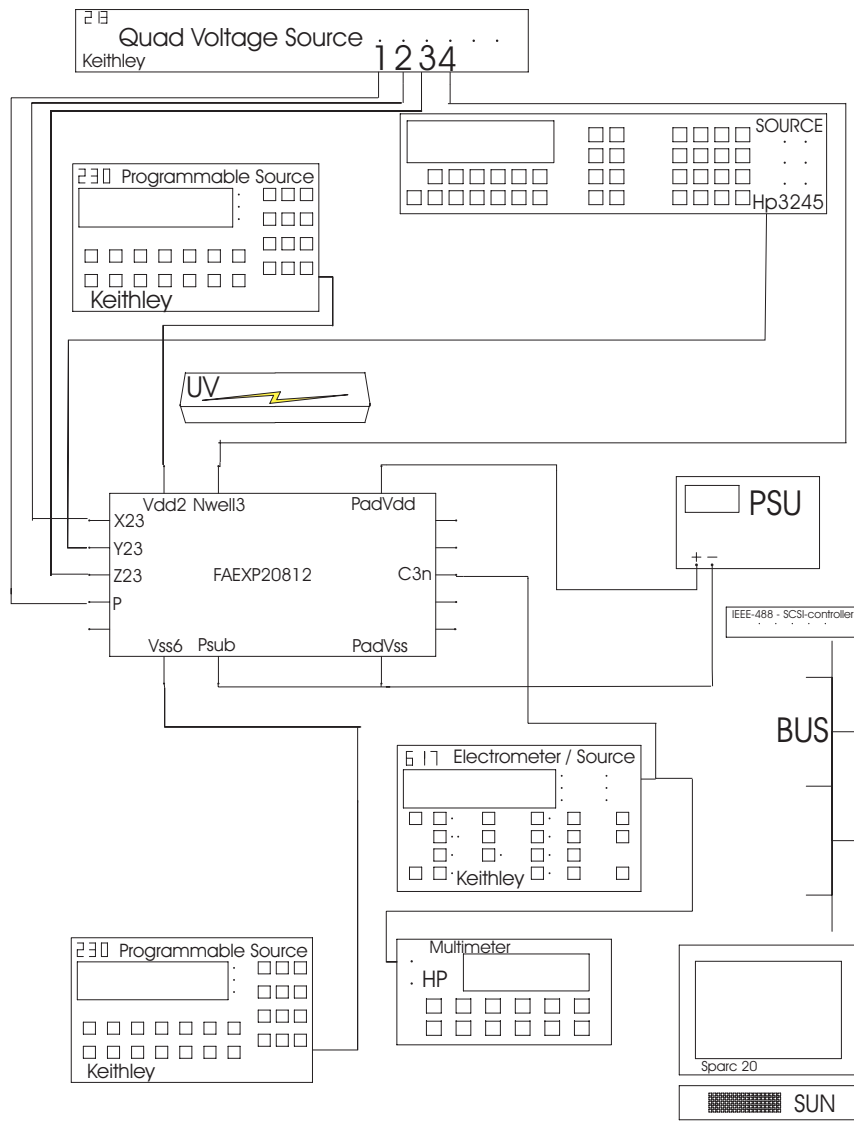 213
Quad Voltage Source
Keithley
1 2 3 4
SOURCE
Hp3245
230 Programmable Source
Keithley
UV
Vdd2 Nwell3 PadVdd
X23
Y23
Z23
P
FAEXP20812
C3n
Vss6 Psub PadVss
PSU
+ −
IEEE-488 - SCSI-controller
BUS
617 Electrometer / Source
Keithley
230 Programmable Source
Keithley
Multimeter
HP
Sparc 20
SUN